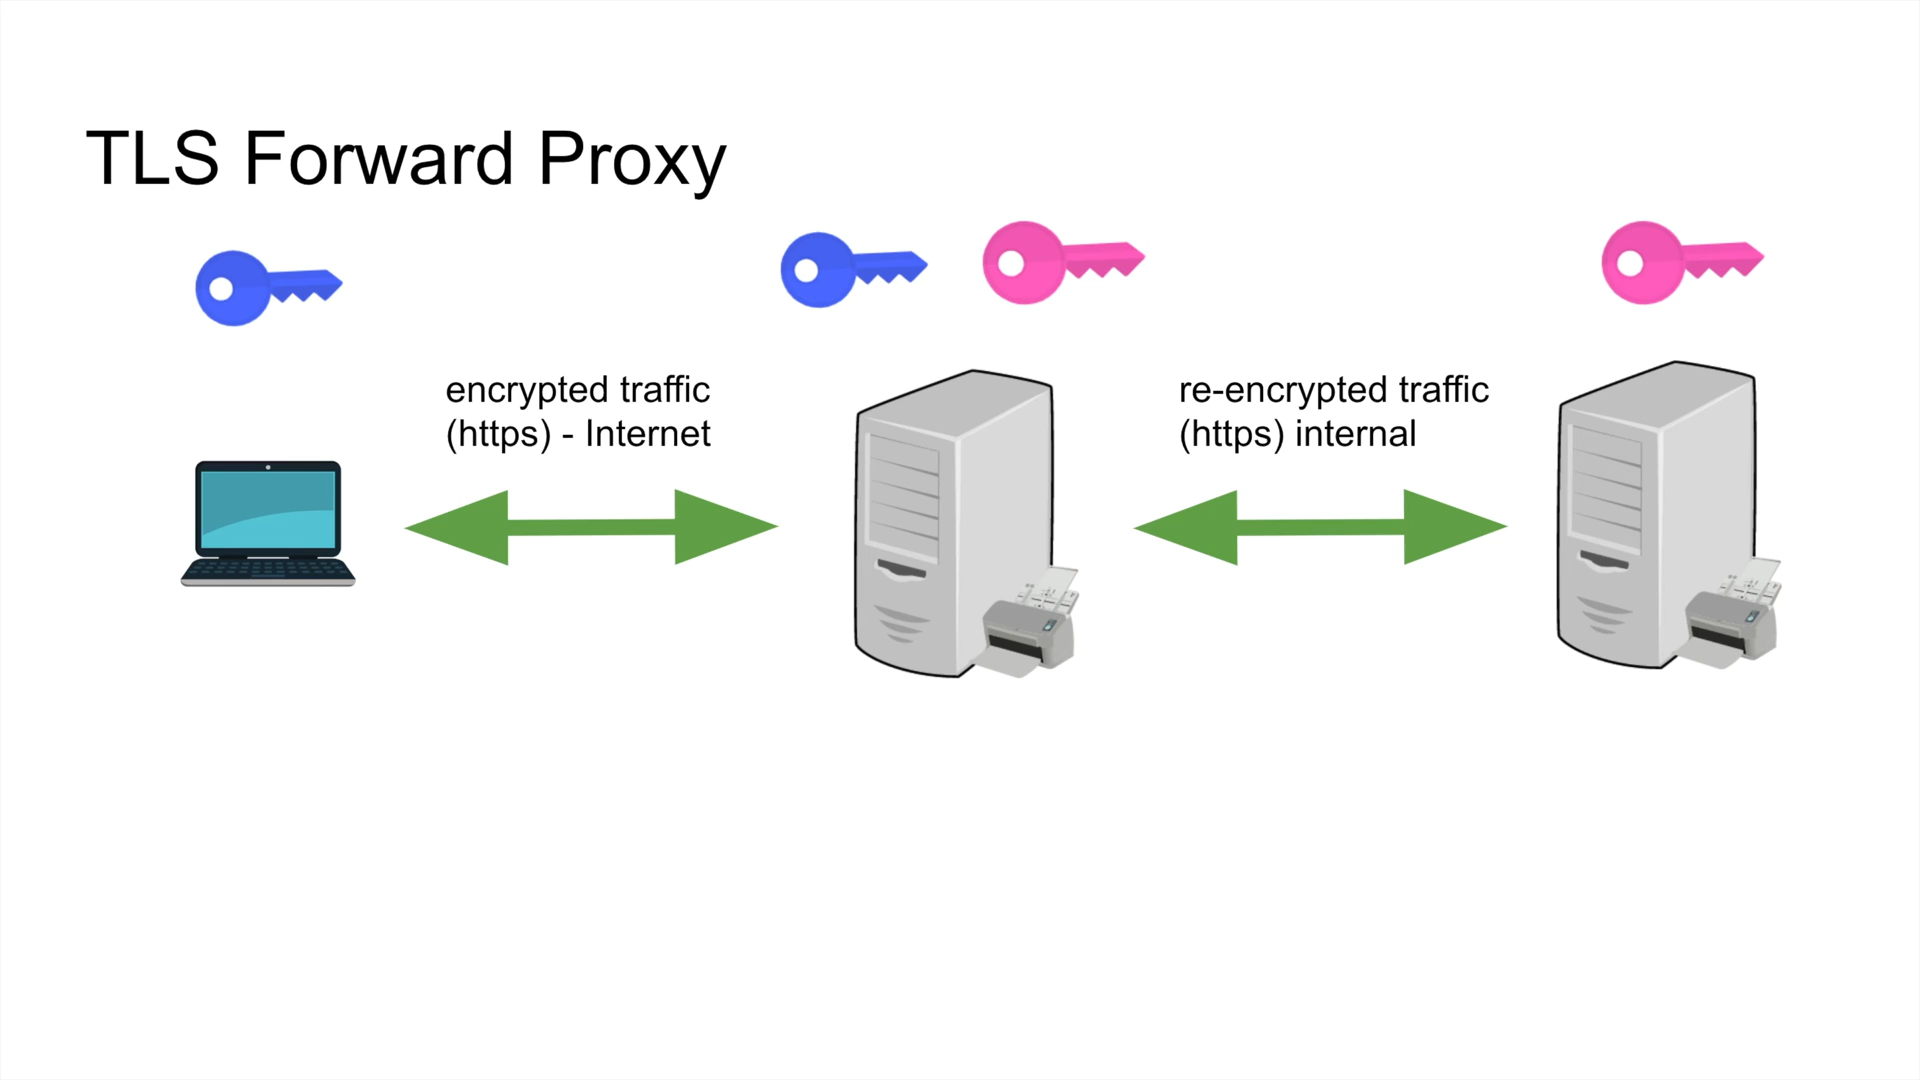 TLS Forward Proxy
encrypted traffic
(https) - Internet
re-encrypted traffic
(https) internal